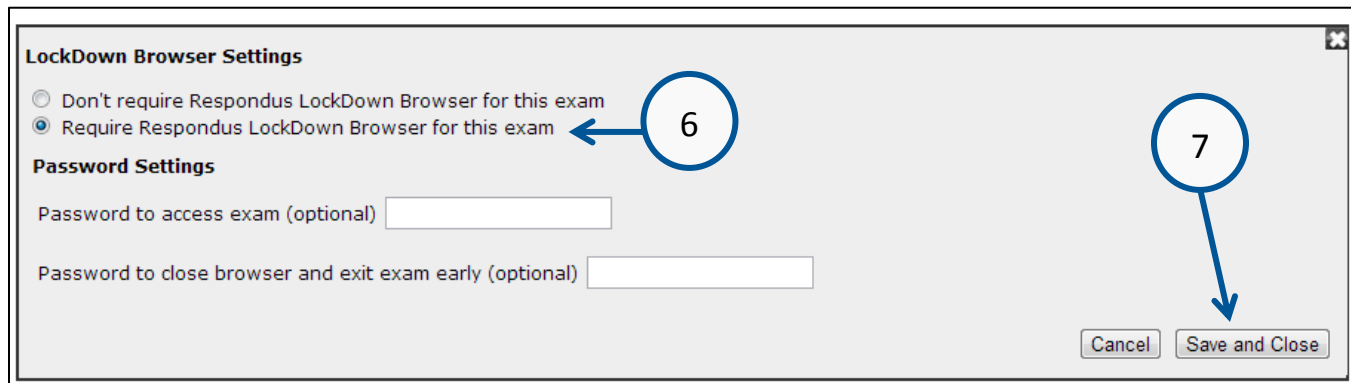 LockDown Browser Settings
Don't require Respondus LockDown Browser for this exam
Require Respondus LockDown Browser for this exam
6
Password Settings
7
Password to access exam (optional)
Password to close browser and exit exam early (optional)
Cancel Save and Close